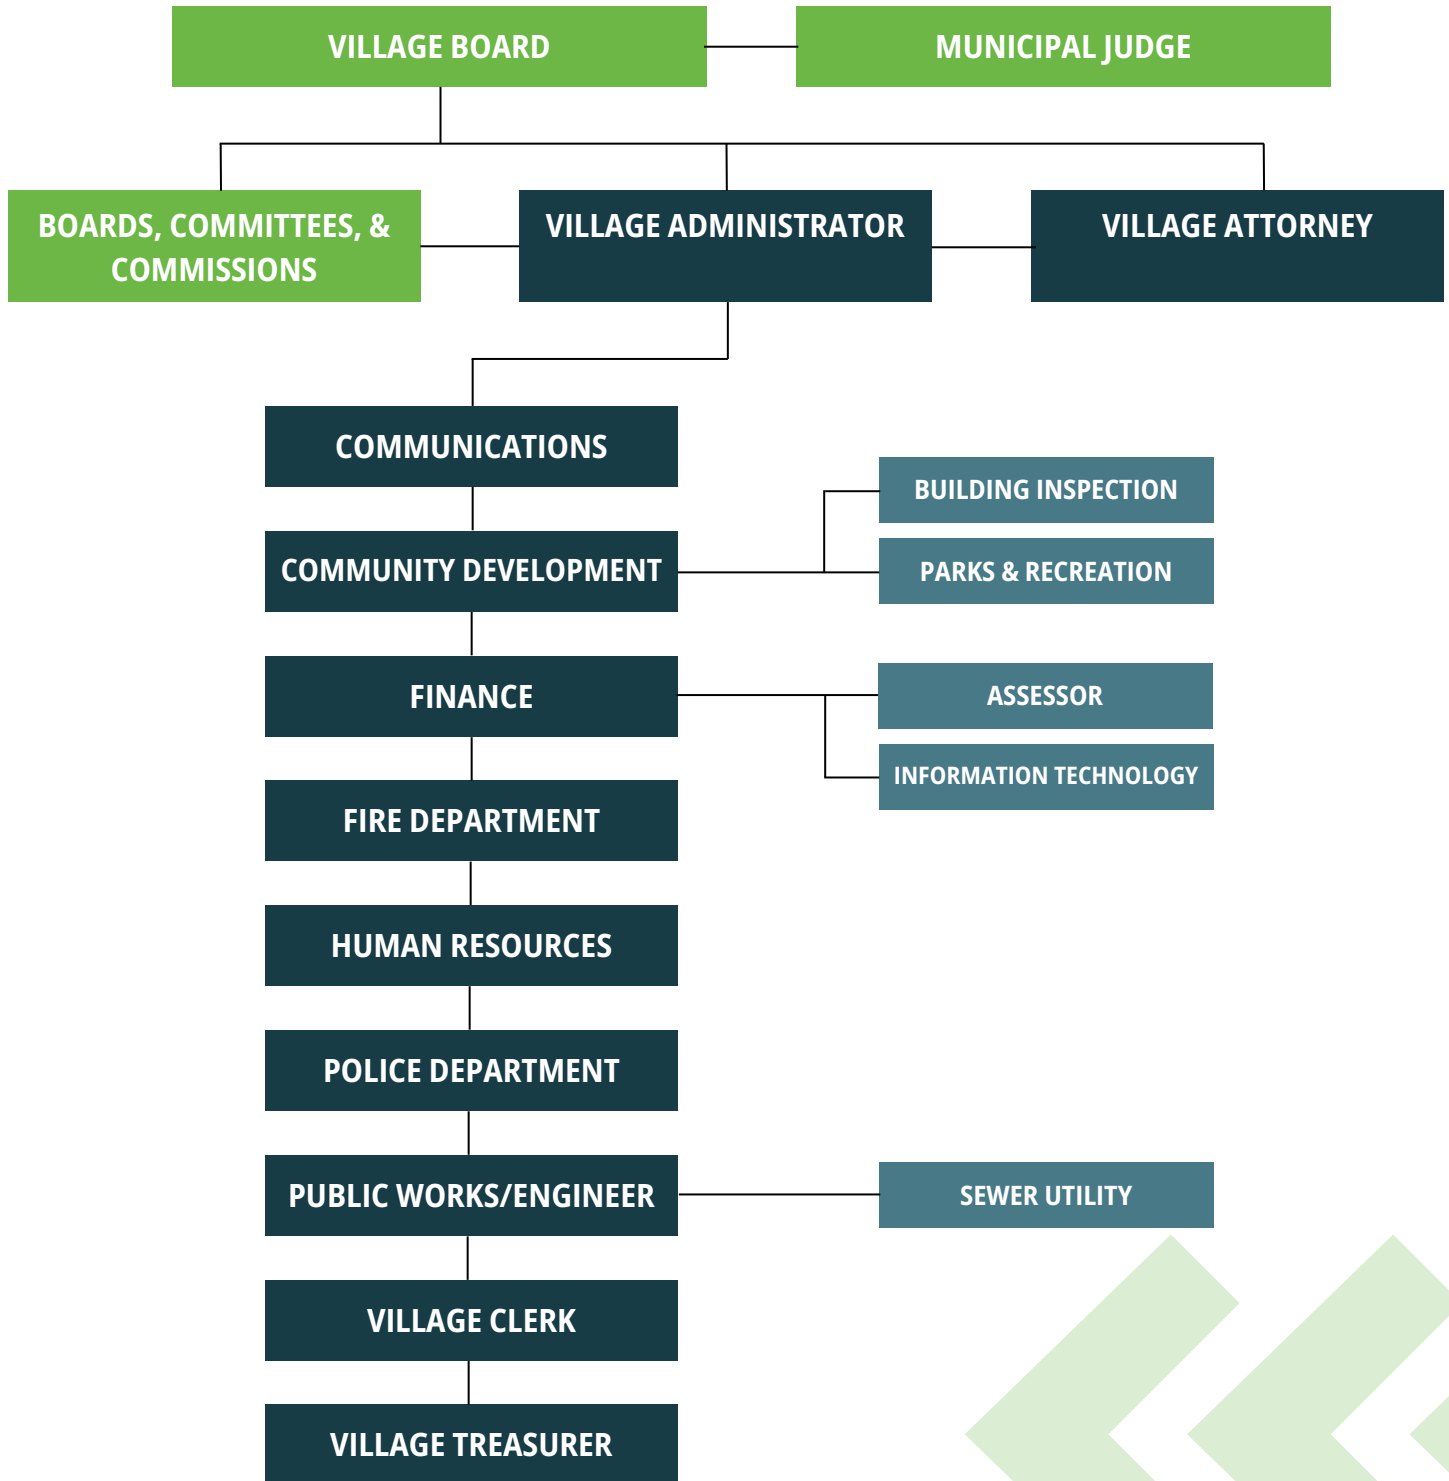 VILLAGE BOARD
MUNICIPAL JUDGE
BOARDS, COMMITTEES, &
COMMISSIONS
VILLAGE ADMINISTRATOR
VILLAGE ATTORNEY
COMMUNICATIONS
BUILDING INSPECTION
COMMUNITY DEVELOPMENT
PARKS & RECREATION
FINANCE
ASSESSOR
INFORMATION TECHNOLOGY
FIRE DEPARTMENT
HUMAN RESOURCES
POLICE DEPARTMENT
PUBLIC WORKS/ENGINEER
SEWER UTILITY
VILLAGE CLERK
VILLAGE TREASURER